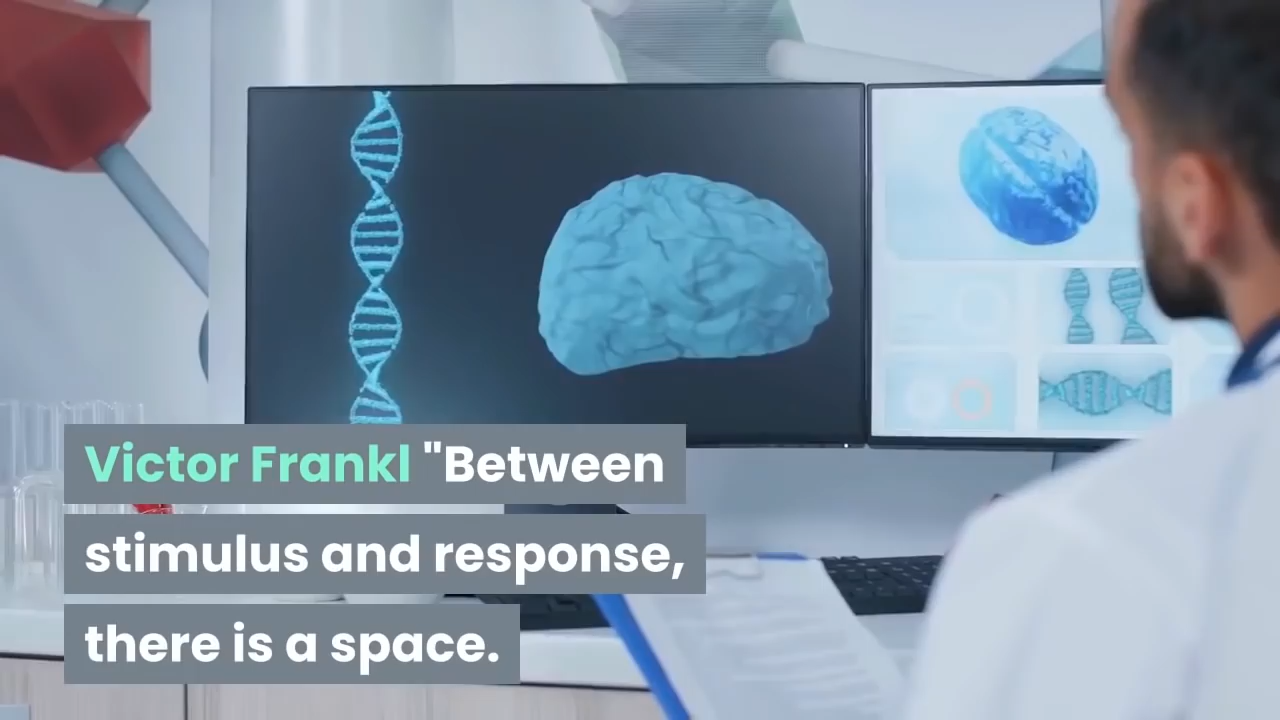 Victor Frankl "Between
stimulus and response,
there is a space.